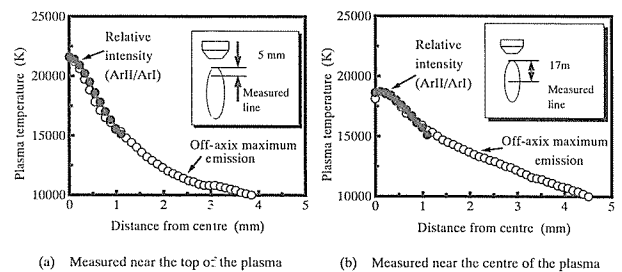 (a)
(b)
25000
20000
15000
10000
Plasma temperature (K)
Relative
intensity
(ArII/ArI)
5 mm
Measured
line
Off-axix maximum
emission
0 1 2 3 4 5
Distance from centre (mm)
25000
20000
15000
10000
Plasma temperature (K)
Relative
intensity
(ArII/ArI)
17m
Measured
line
Off-axix maximum
emission
0 1 2 3 4 5
Distance from centre (mm)
(a) Measured near the top of the plasma
(b) Measured near the centre of the plasma